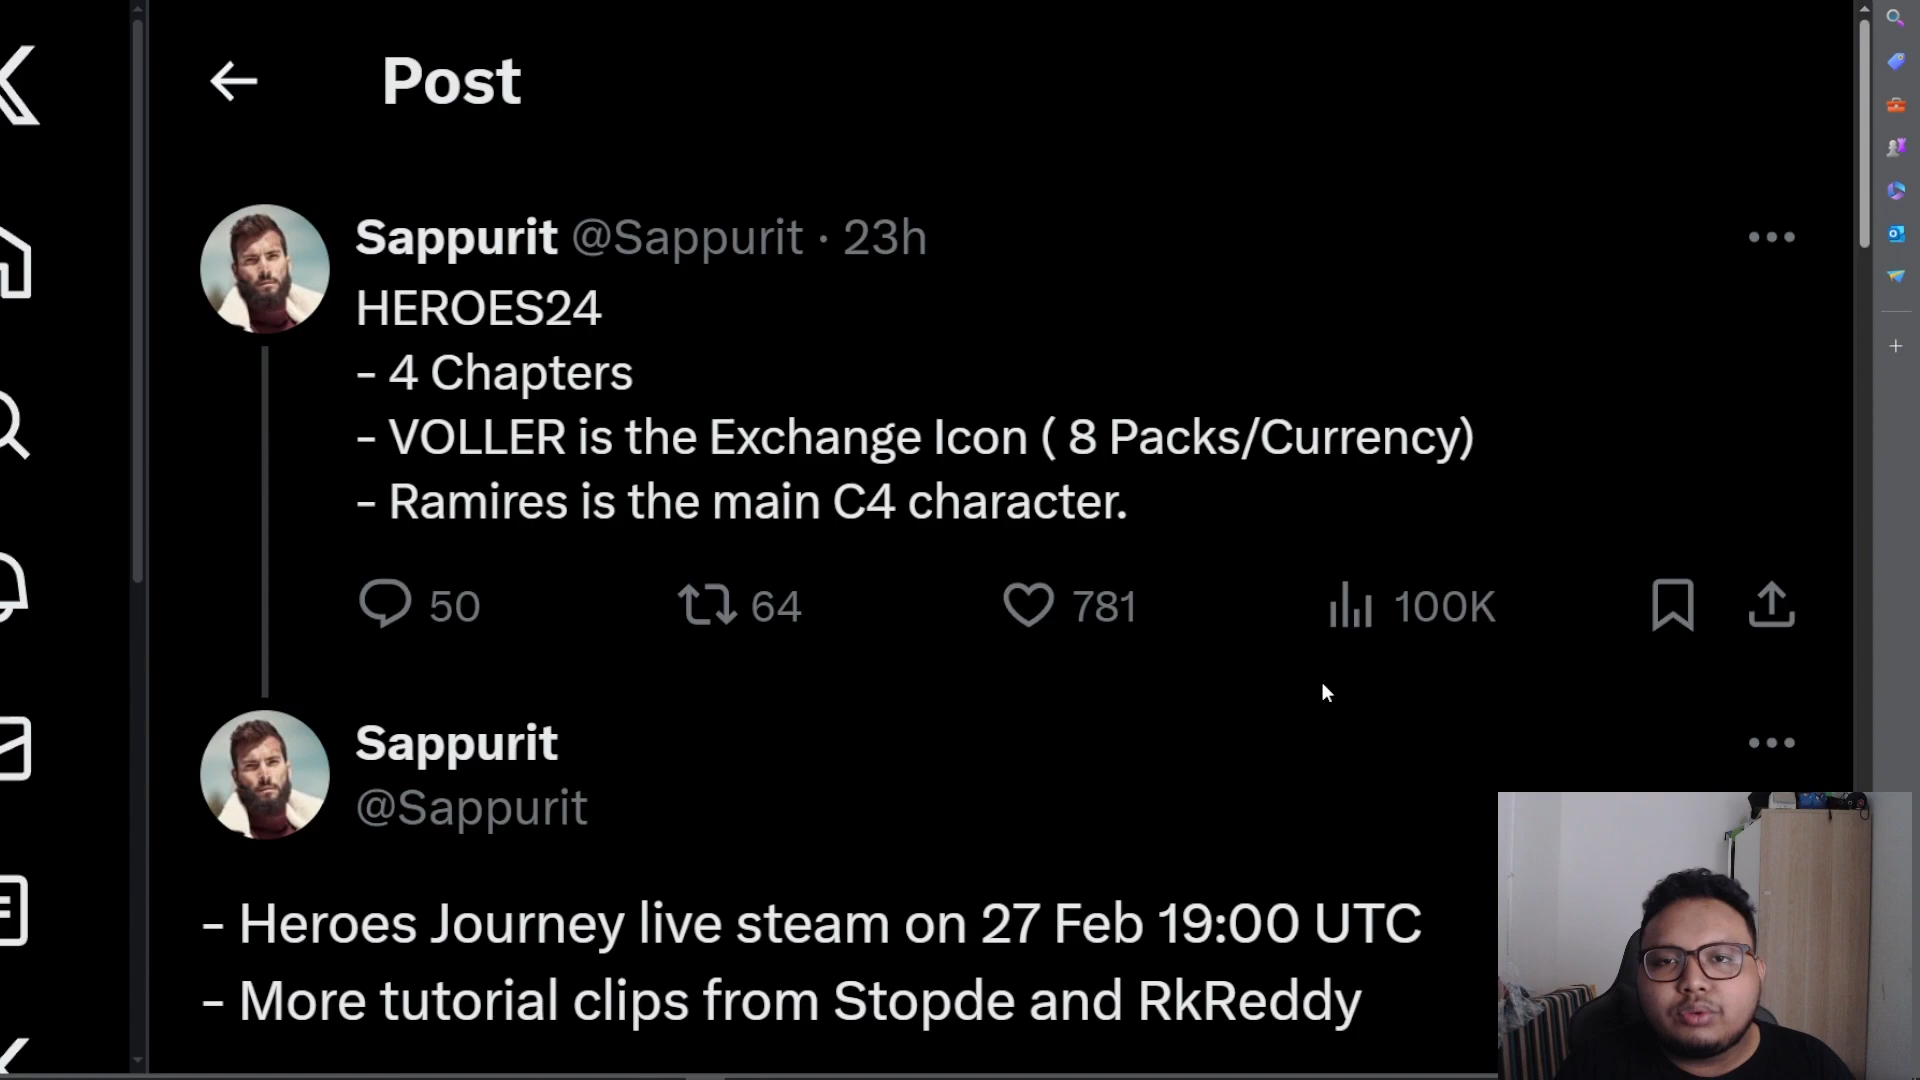 Post
Sappurit @Sappurit · 23h
HEROES24
- 4 Chapters
- VOLLER is the Exchange Icon ( 8 Packs/Currency)
- Ramires is the main C4 character.
50 64 781 100K
Sappurit
@Sappurit
- Heroes Journey live steam on 27 Feb 19:00 UTC
- More tutorial clips from Stopde and RkReddy